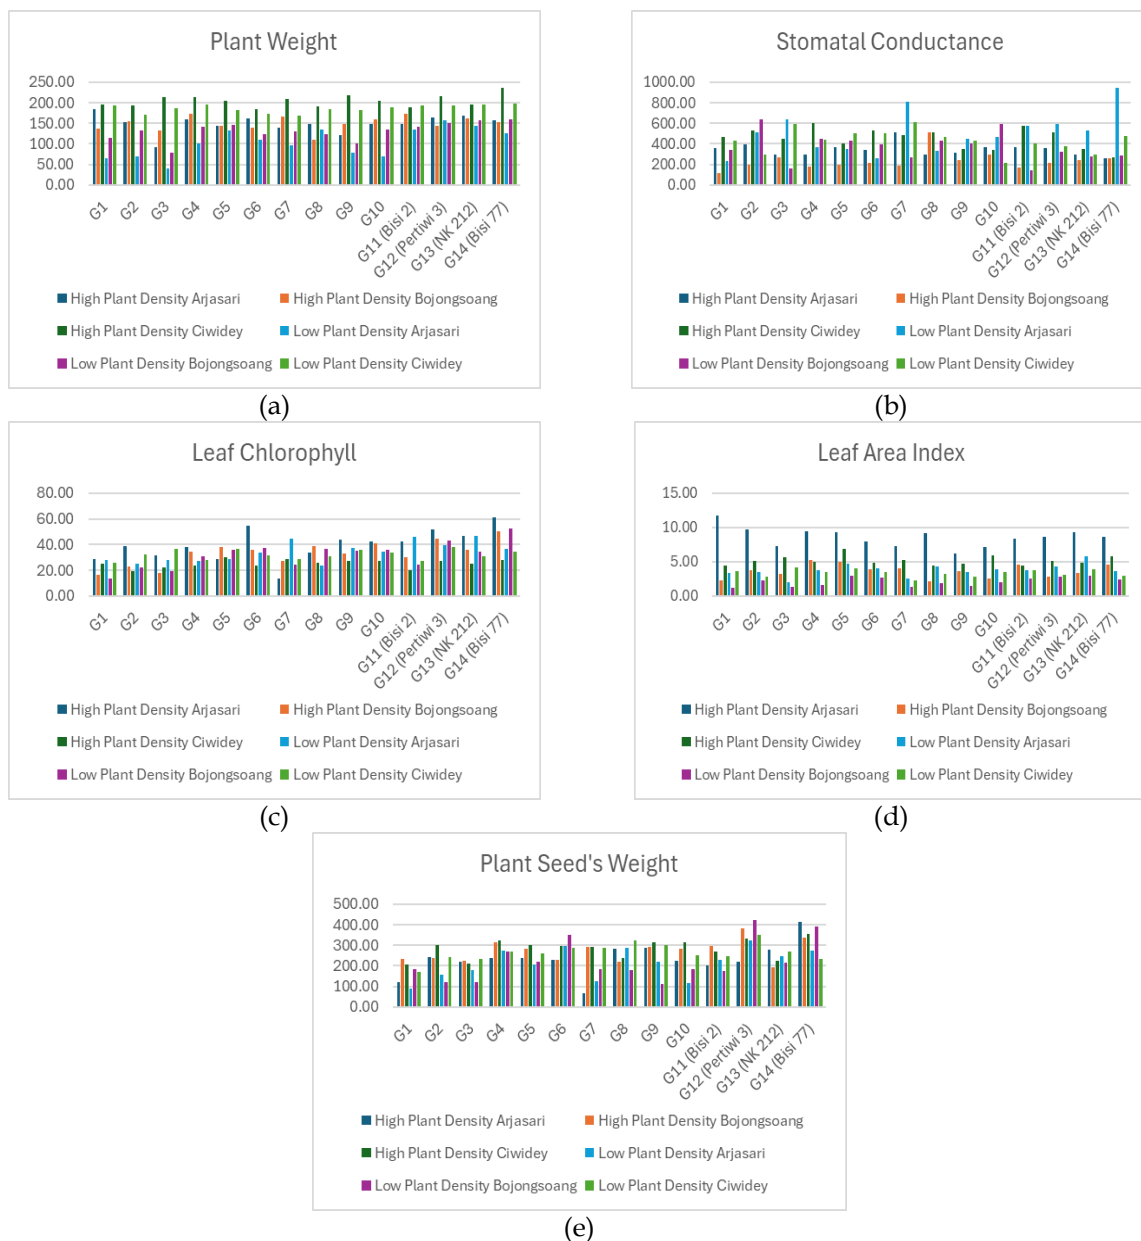 Plant Weight
250.00
200.00
150.00
100.00
50.00
0.00
G1 G2 G3 G4 G5 G6 G7 G8 G9 G10 G11 (Bisi 2) G12 (Pertiwi 3) G13 (NK 212) G14 (Bisi 77)
High Plant Density Arjasari High Plant Density Bojongsoang
High Plant Density Ciwidey Low Plant Density Arjasari
Low Plant Density Bojongsoang Low Plant Density Ciwidey
(a)
Stomatal Conductance
1000.00
800.00
600.00
400.00
200.00
0.00
G1 G2 G3 G4 G5 G6 G7 G8 G9 G10 G11 (Bisi 2) G12 (Pertiwi 3) G13 (NK 212) G14 (Bisi 77)
High Plant Density Arjasari High Plant Density Bojongsoang
High Plant Density Ciwidey Low Plant Density Arjasari
Low Plant Density Bojongsoang Low Plant Density Ciwidey
(b)
Leaf Chlorophyll
80.00
60.00
40.00
20.00
0.00
G1 G2 G3 G4 G5 G6 G7 G8 G9 G10 G11 (Bisi 2) G12 (Pertiwi 3) G13 (NK 212) G14 (Bisi 77)
High Plant Density Arjasari High Plant Density Bojongsoang
High Plant Density Ciwidey Low Plant Density Arjasari
Low Plant Density Bojongsoang Low Plant Density Ciwidey
(c)
Leaf Area Index
15.00
10.00
5.00
0.00
G1 G2 G3 G4 G5 G6 G7 G8 G9 G10 G11 (Bisi 2) G12 (Pertiwi 3) G13 (NK 212) G14 (Bisi 77)
High Plant Density Arjasari High Plant Density Bojongsoang
High Plant Density Ciwidey Low Plant Density Arjasari
Low Plant Density Bojongsoang Low Plant Density Ciwidey
(d)
Plant Seed's Weight
500.00
400.00
300.00
200.00
100.00
0.00
G1 G2 G3 G4 G5 G6 G7 G8 G9 G10 G11 (Bisi 2) G12 (Pertiwi 3) G13 (NK 212) G14 (Bisi 77)
High Plant Density Arjasari High Plant Density Bojongsoang
High Plant Density Ciwidey Low Plant Density Arjasari
Low Plant Density Bojongsoang Low Plant Density Ciwidey
(e)